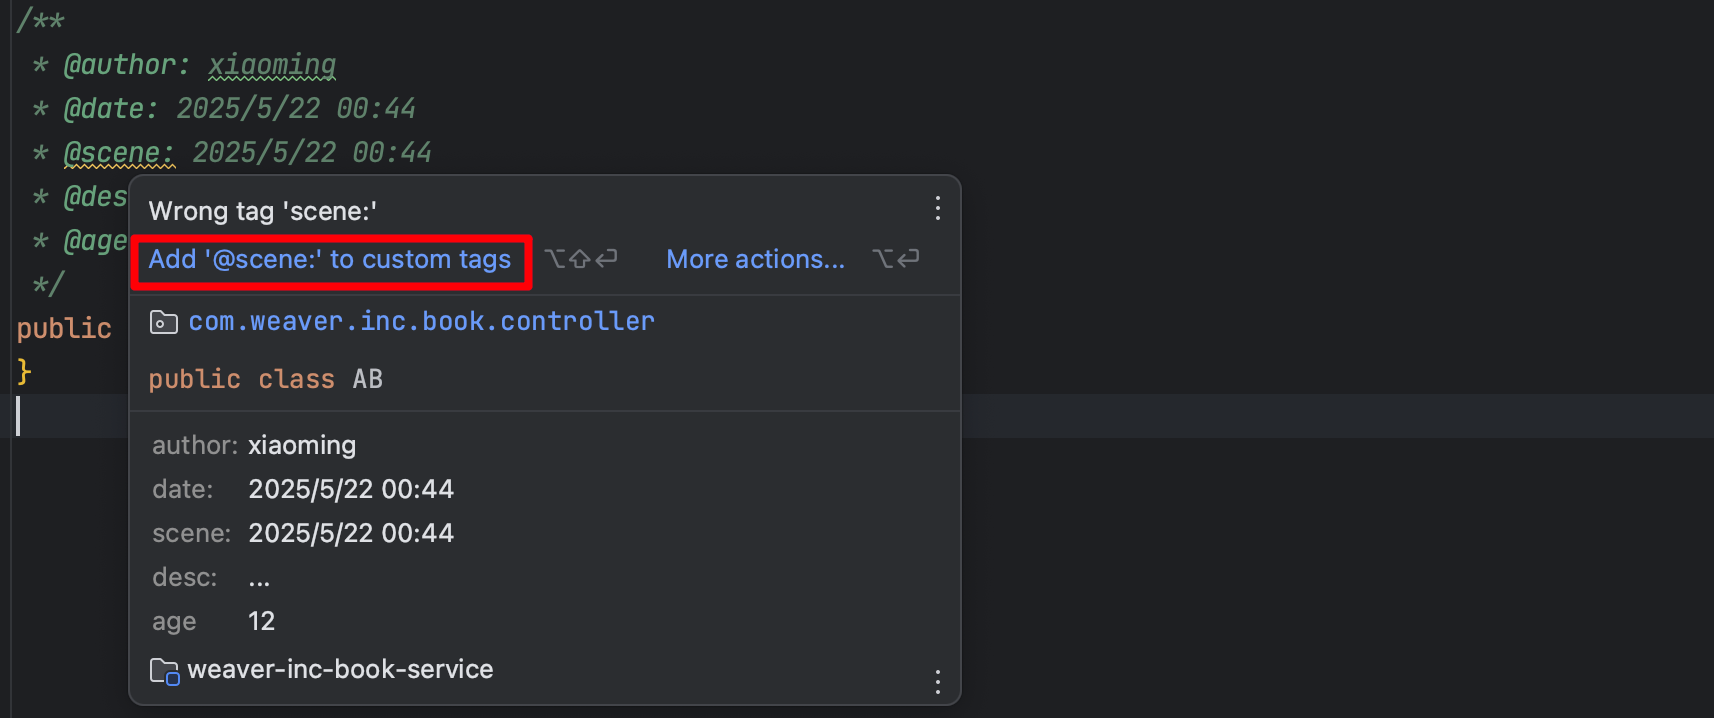 /**
* @author: xiaoming
* @date: 2025/5/22 00:44
* @scene: 2025/5/22 00:44
* @des
* @age
*/
public
}
Wrong tag 'scene:'
Add '@scene:' to custom tags ⌥⇧⏎ More actions... ⌥⏎
com.weaver.inc.book.controller
public class AB
author: xiaoming
date: 2025/5/22 00:44
scene: 2025/5/22 00:44
desc: ...
age 12
weaver-inc-book-service